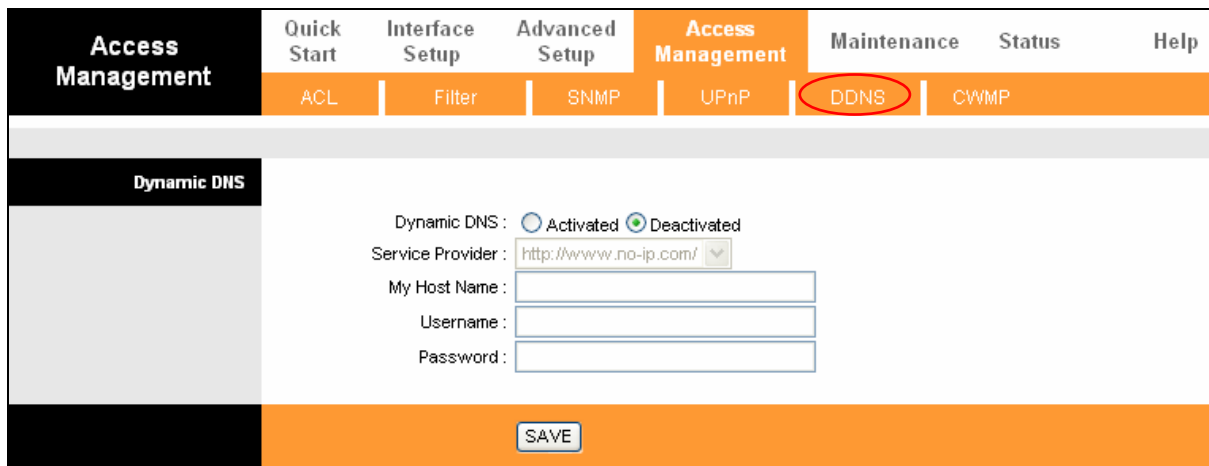 Access Management
Quick Start
Interface Setup
Advanced Setup
Access Management
Maintenance
Status
Help
ACL
Filter
SNMP
UPnP
DDNS
CWMP
Dynamic DNS
Dynamic DNS : Activated Deactivated
Service Provider : http://www.no-ip.com/
My Host Name :
Username :
Password :
SAVE